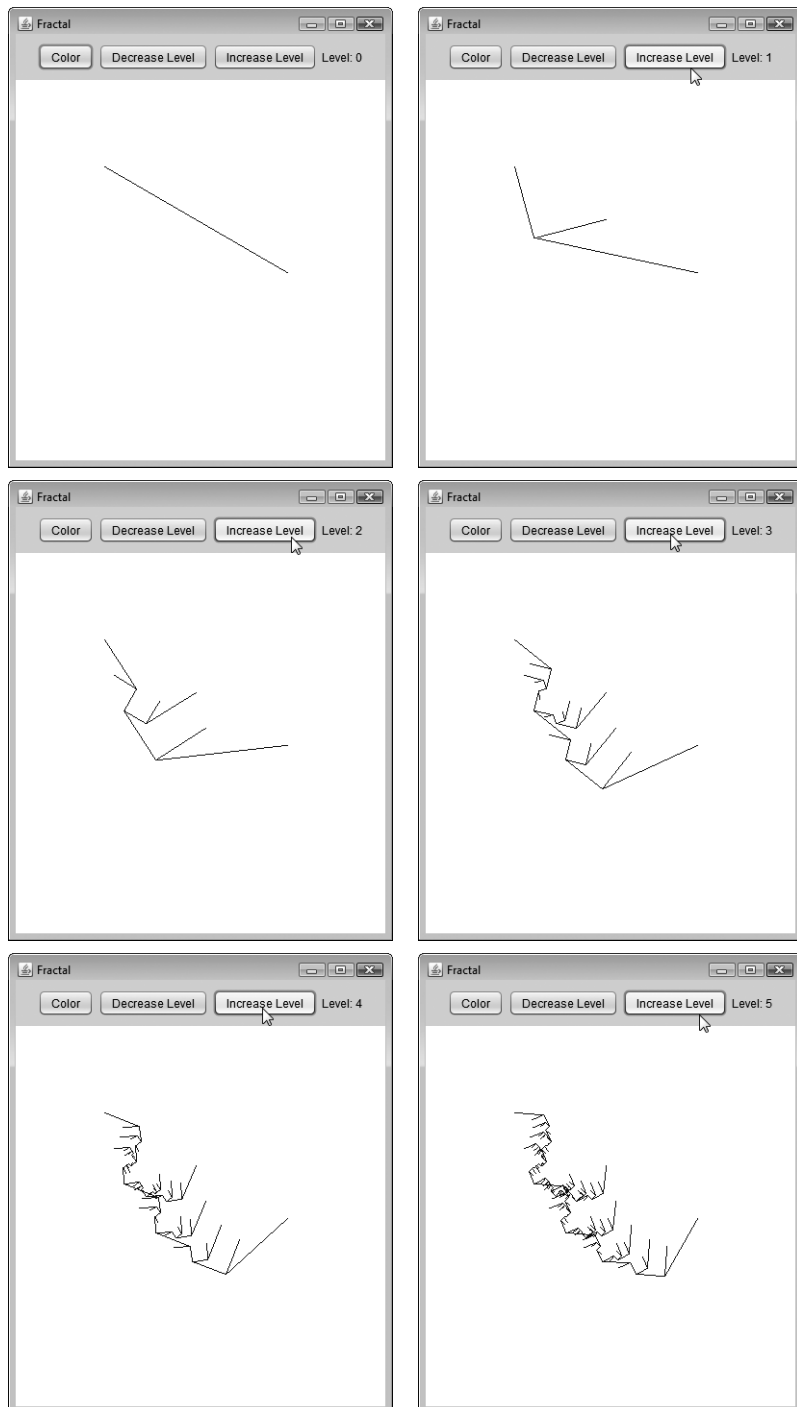 Fractal
Color Decrease Level Increase Level Level: 0
Fractal
Color Decrease Level Increase Level Level: 1
Fractal
Color Decrease Level Increase Level Level: 2
Fractal
Color Decrease Level Increase Level Level: 3
Fractal
Color Decrease Level Increase Level Level: 4
Fractal
Color Decrease Level Increase Level Level: 5